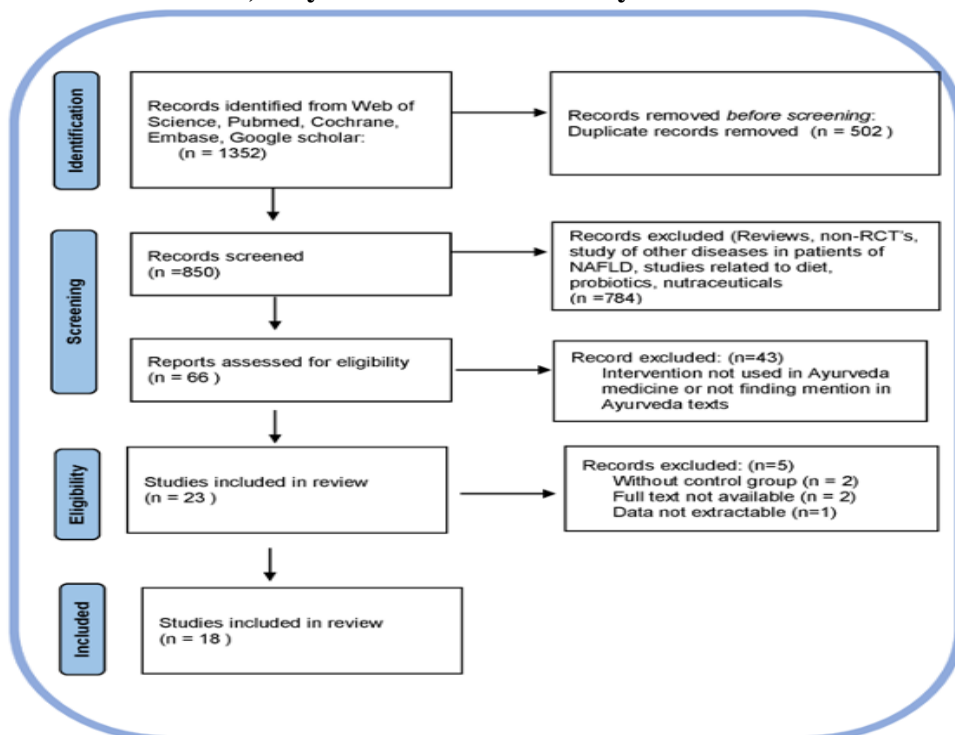 Identification
Records identified from Web of
Science, Pubmed, Cochrane,
Embase, Google scholar:
(n = 1352)
Records removed before screening:
Duplicate records removed (n = 502 )
Screening
Records screened
(n =850)
Records excluded (Reviews, non-RCT's,
study of other diseases in patients of
NAFLD, studies related to diet,
probiotics, nutraceuticals
(n =784)
Reports assessed for eligibility
(n = 66 )
Record excluded: (n=43)
Intervention not used in Ayurveda
medicine or not finding mention in
Ayurveda texts
Eligibility
Studies included in review
(n = 23 )
Records excluded: (n=5)
Without control group (n = 2)
Full text not available (n = 2)
Data not extractable (n=1)
Included
Studies included in review
(n = 18 )